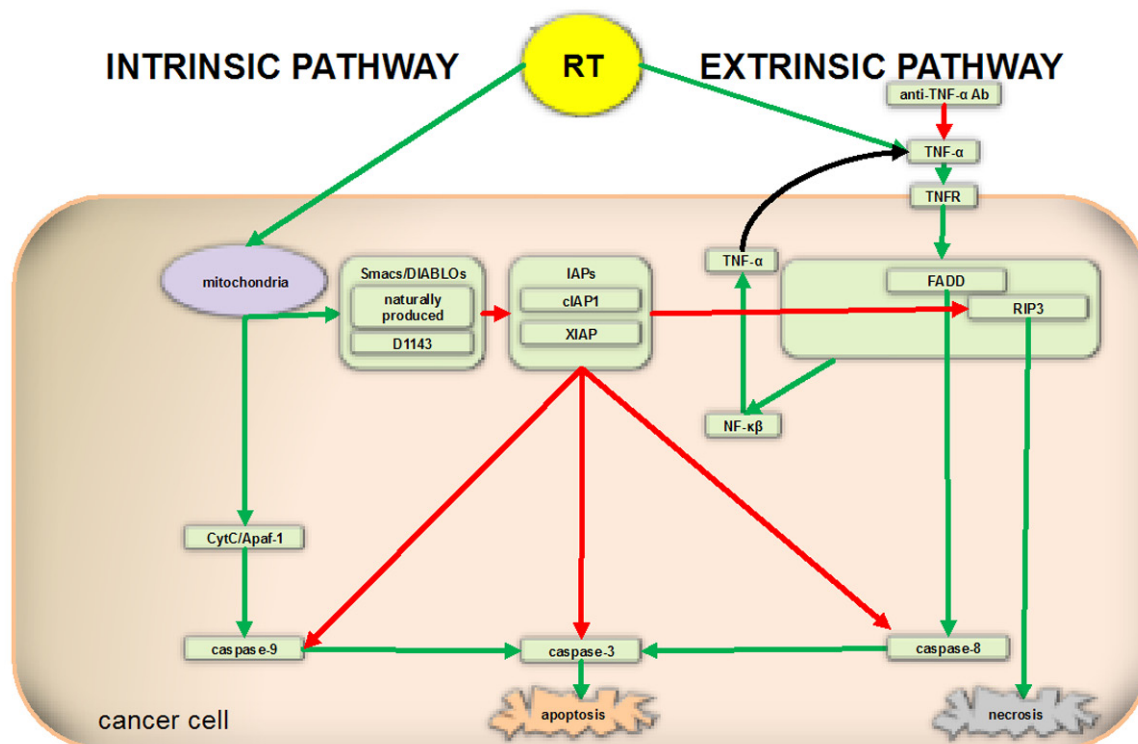 INTRINSIC PATHWAY
RT
EXTRINSIC PATHWAY
anti-TNF-α Ab
TNF-α
TNFR
mitochondria
Smacs/DIABLOs
naturally
produced
D1143
IAPs
cIAP1
XIAP
TNF-α
FADD
RIP3
NF-κβ
CytC/Apaf-1
caspase-9
caspase-3
caspase-8
cancer cell
apoptosis
necrosis